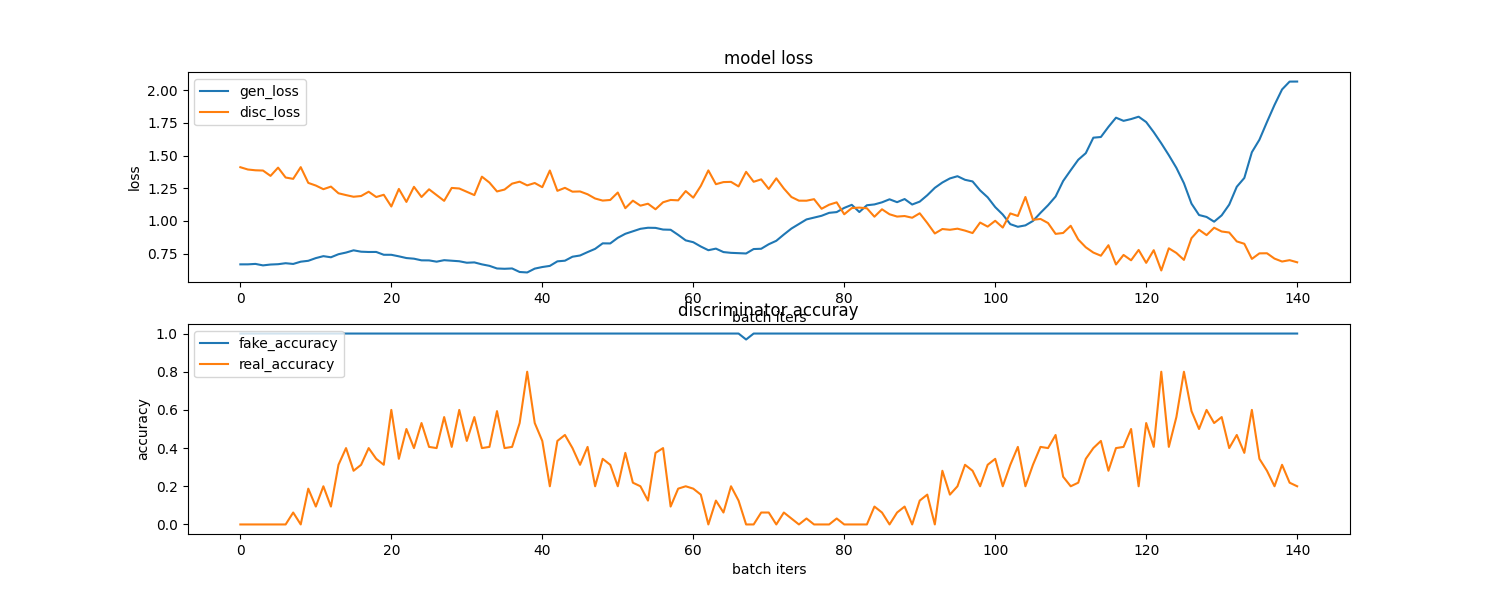 model loss
gen_loss
disc_loss
2.00
1.75
1.50
1.25
1.00
0.75
loss
0 20 40 60 80 100 120 140
batch iters
discriminator accuray
fake_accuracy
real_accuracy
1.0
0.8
0.6
0.4
0.2
0.0
accuracy
0 20 40 60 80 100 120 140
batch iters